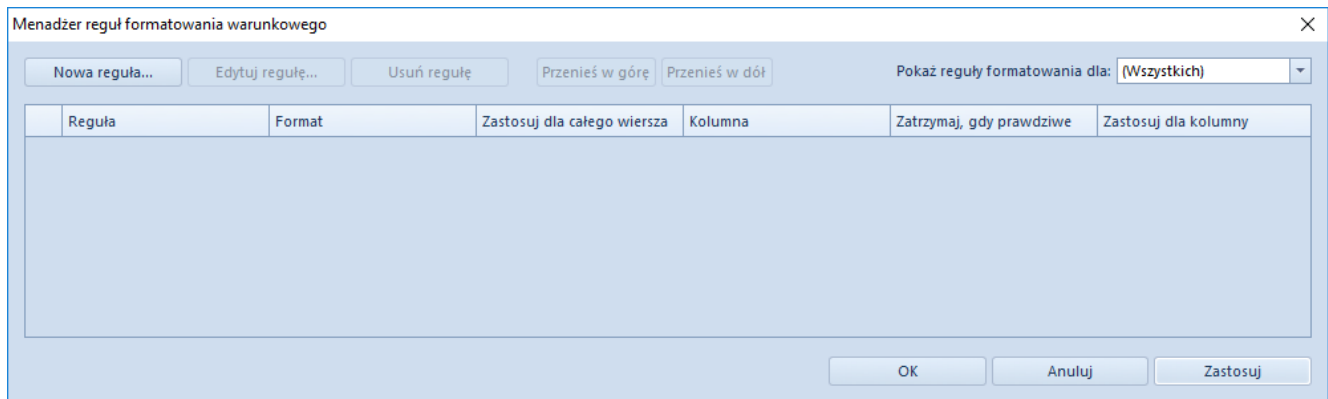 Menadżer reguł formatowania warunkowego
Nowa reguła... Edytuj regułę... Usuń regułę Przenieś w górę Przenieś w dół Pokaż reguły formatowania dla: (Wszystkich)
Reguła Format Zastosuj dla całego wiersza Kolumna Zatrzymaj, gdy prawdziwe Zastosuj dla kolumny
OK Anuluj Zastosuj